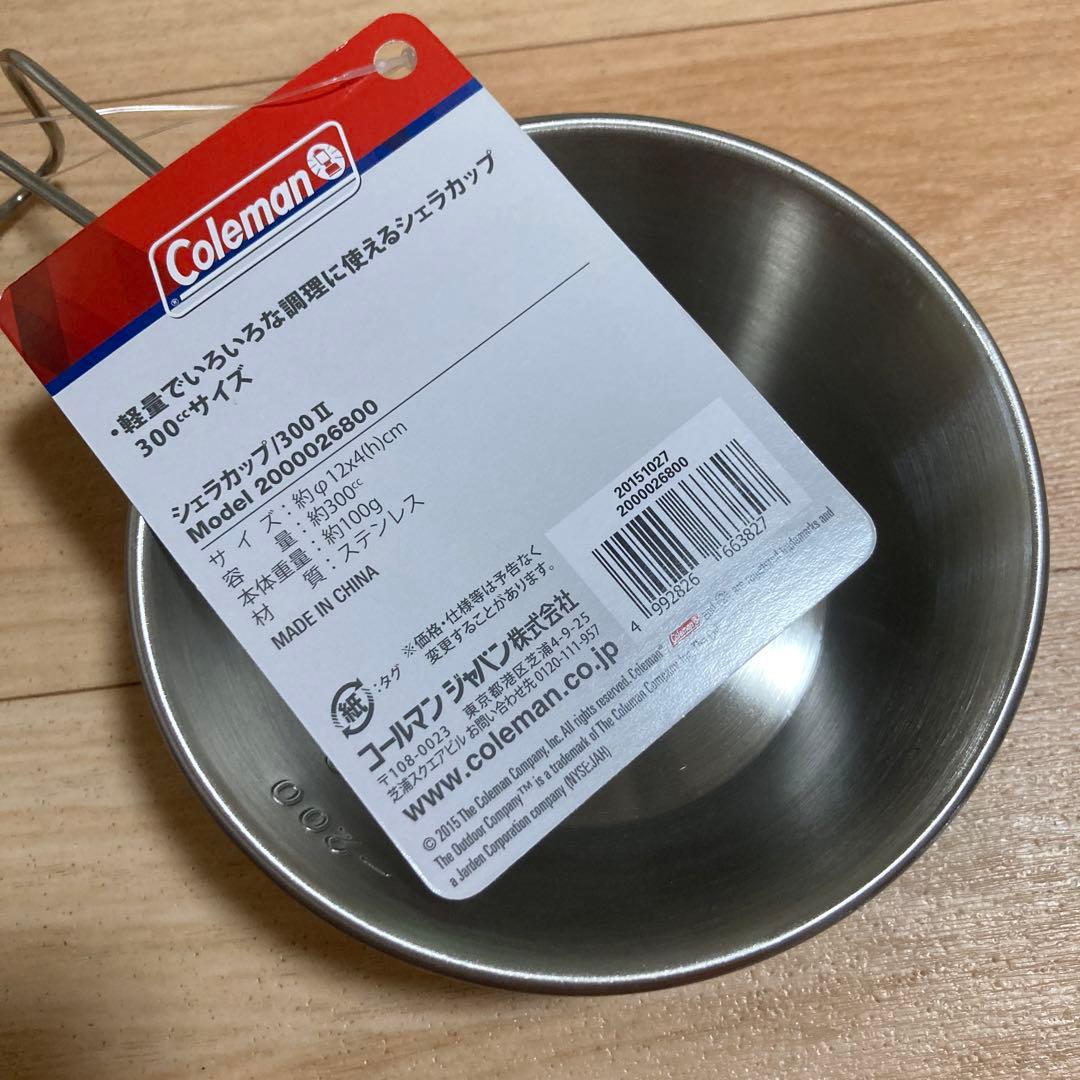 Coleman
・軽量でいろいろな調理に使えるシェラカップ
300ccサイズ
シェラカップ/300Ⅱ
Model 2000026800
サイズ：約φ12x4(h)cm
容量：約300cc
本体重量：約100g
材質：ステンレス
MADE IN CHINA
20151027
2000026800
4 992826 663827
※価格・仕様等は予告なく
変更することがあります。
紙：タグ
コールマン ジャパン株式会社
〒108-0023 東京都港区芝浦4-9-25
芝浦スクエアビル お問い合わせ先 0120-111-957
www.coleman.co.jp
© 2015 The Coleman Company, Inc. All rights reserved. Coleman® Coleman and are registered trademarks and
The Outdoor Company™ is a trademark of The Coleman Company,
a Jarden Corporation company (NYSE:JAH)
200